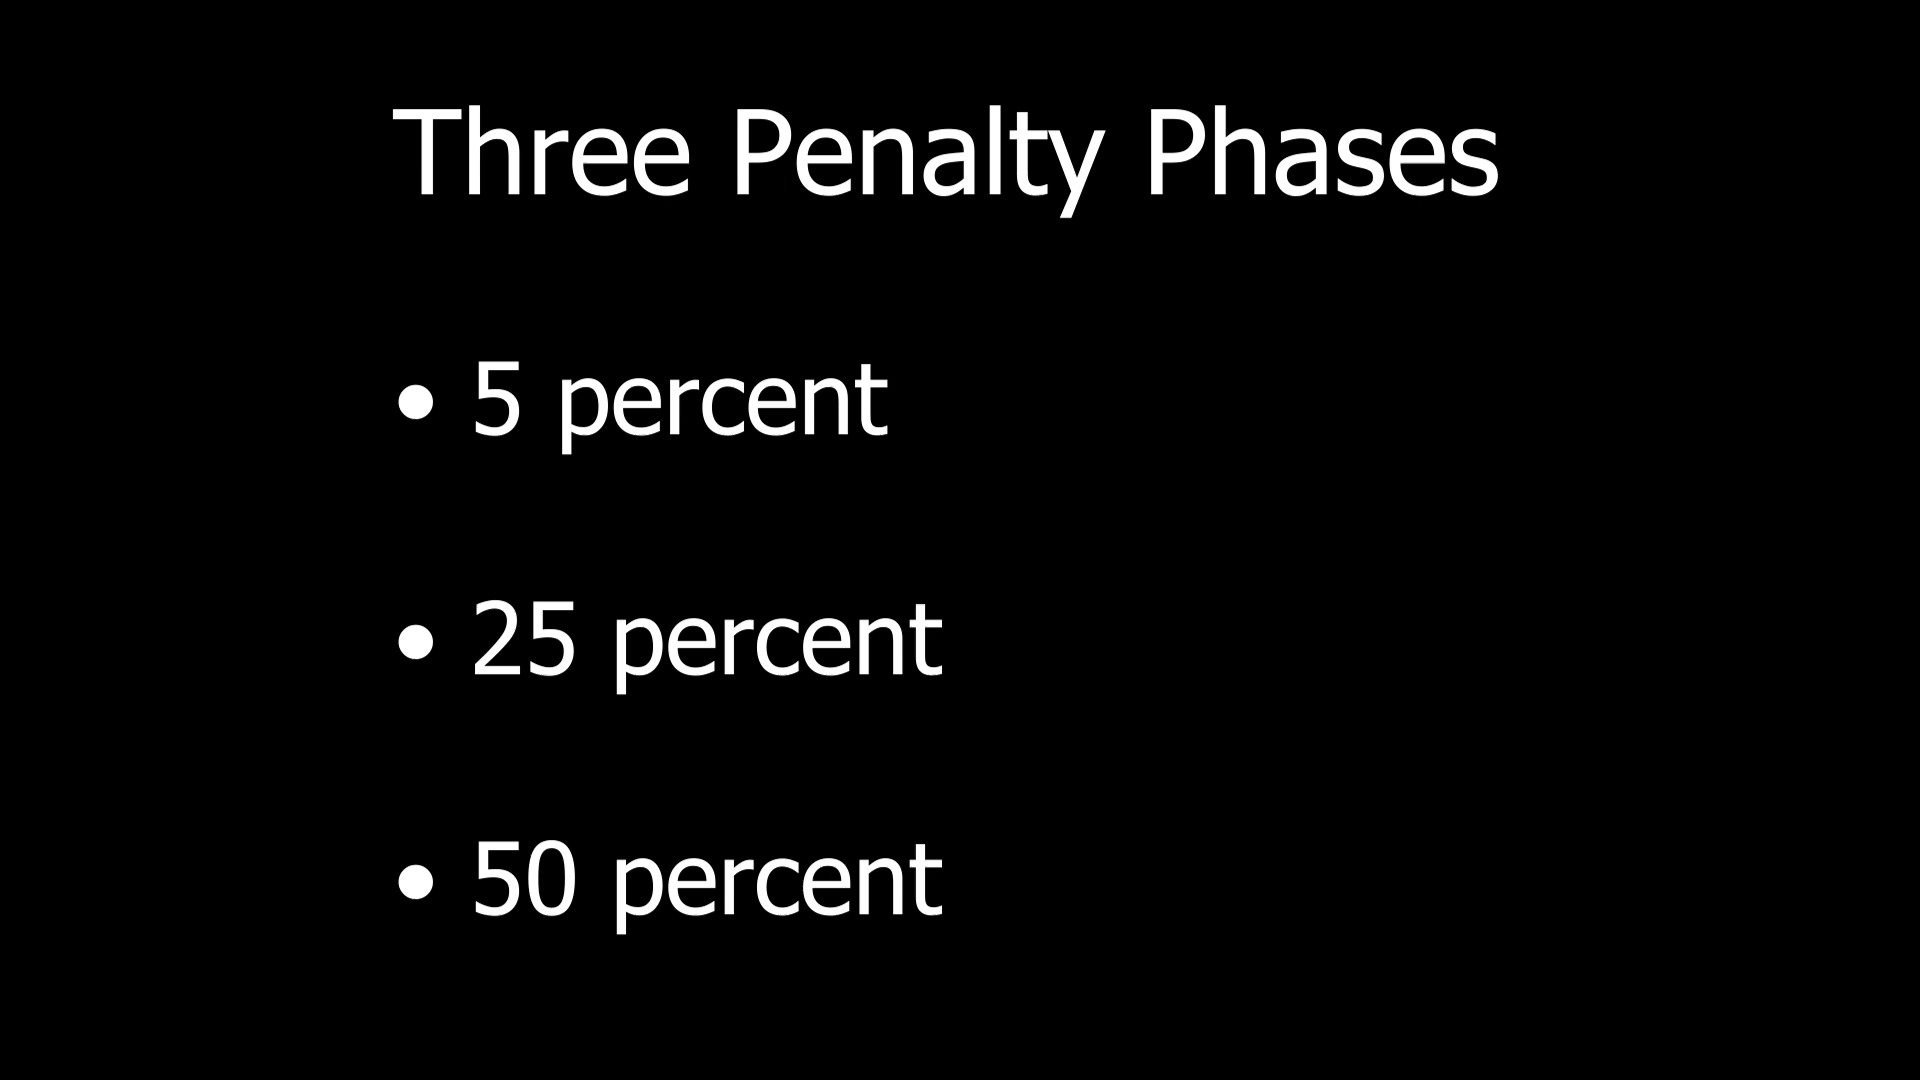 Three Penalty Phases
• 5 percent
• 25 percent
• 50 percent